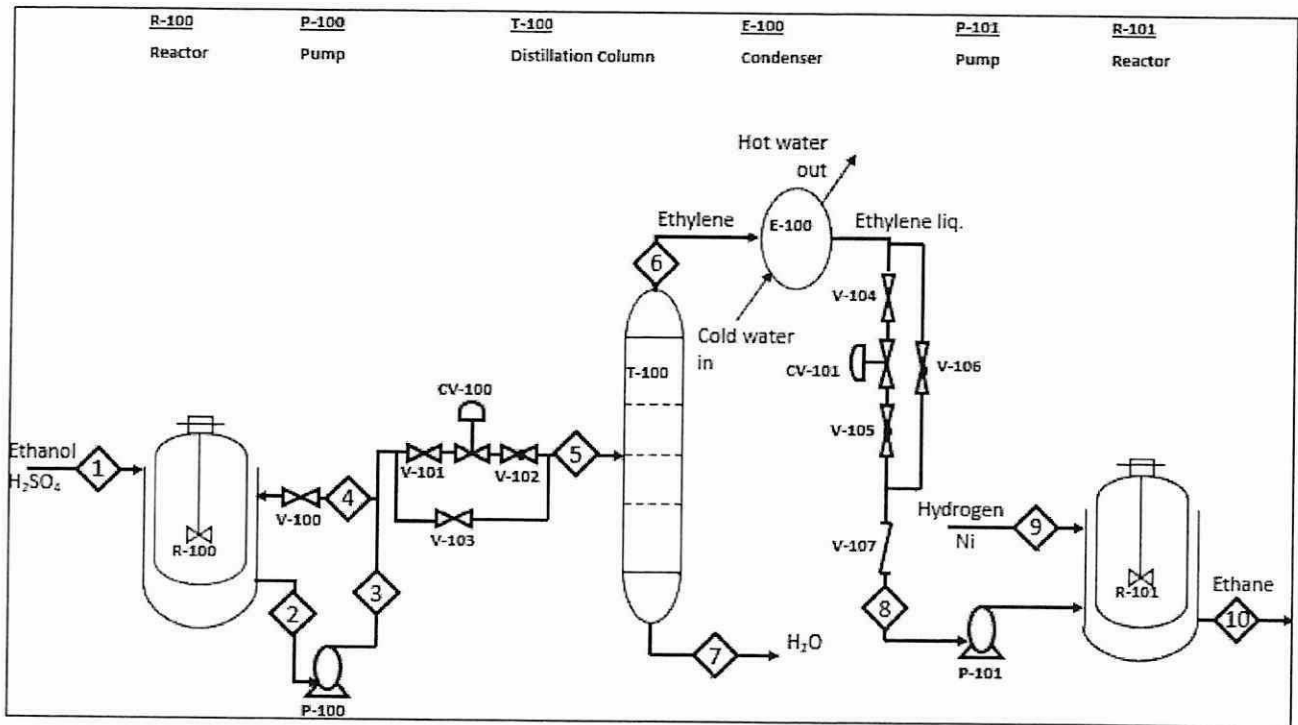 R-100 P-100 T-100 E-100 P-101 R-101
Reactor Pump Distillation Column Condenser Pump Reactor
Hot water
out
Ethylene
E-100
Ethylene liq.
6
V-104
Cold water
in
CV-101
V-106
T-100
CV-100
V-105
Ethanol
1
H₂SO₄
V-101
V-102
5
4
V-100
V-103
Hydrogen
9
Ni
R-100
V-107
R-101
Ethane
10
2
3
8
7
H₂O
P-100
P-101